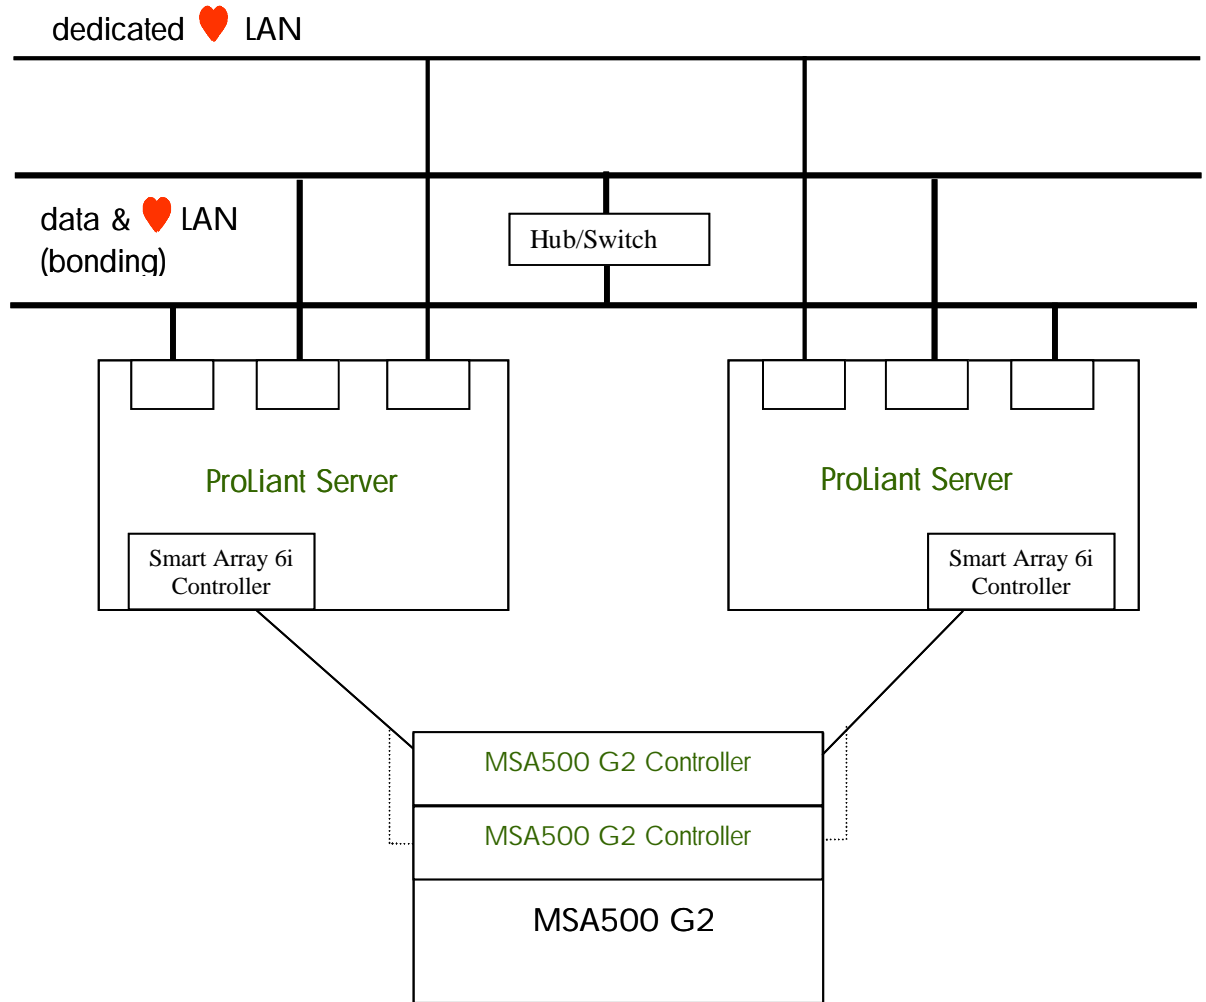 dedicated ♥ LAN
data & ♥ LAN
(bonding)
Hub/Switch
ProLiant Server
ProLiant Server
Smart Array 6i
Controller
Smart Array 6i
Controller
MSA500 G2 Controller
MSA500 G2 Controller
MSA500 G2